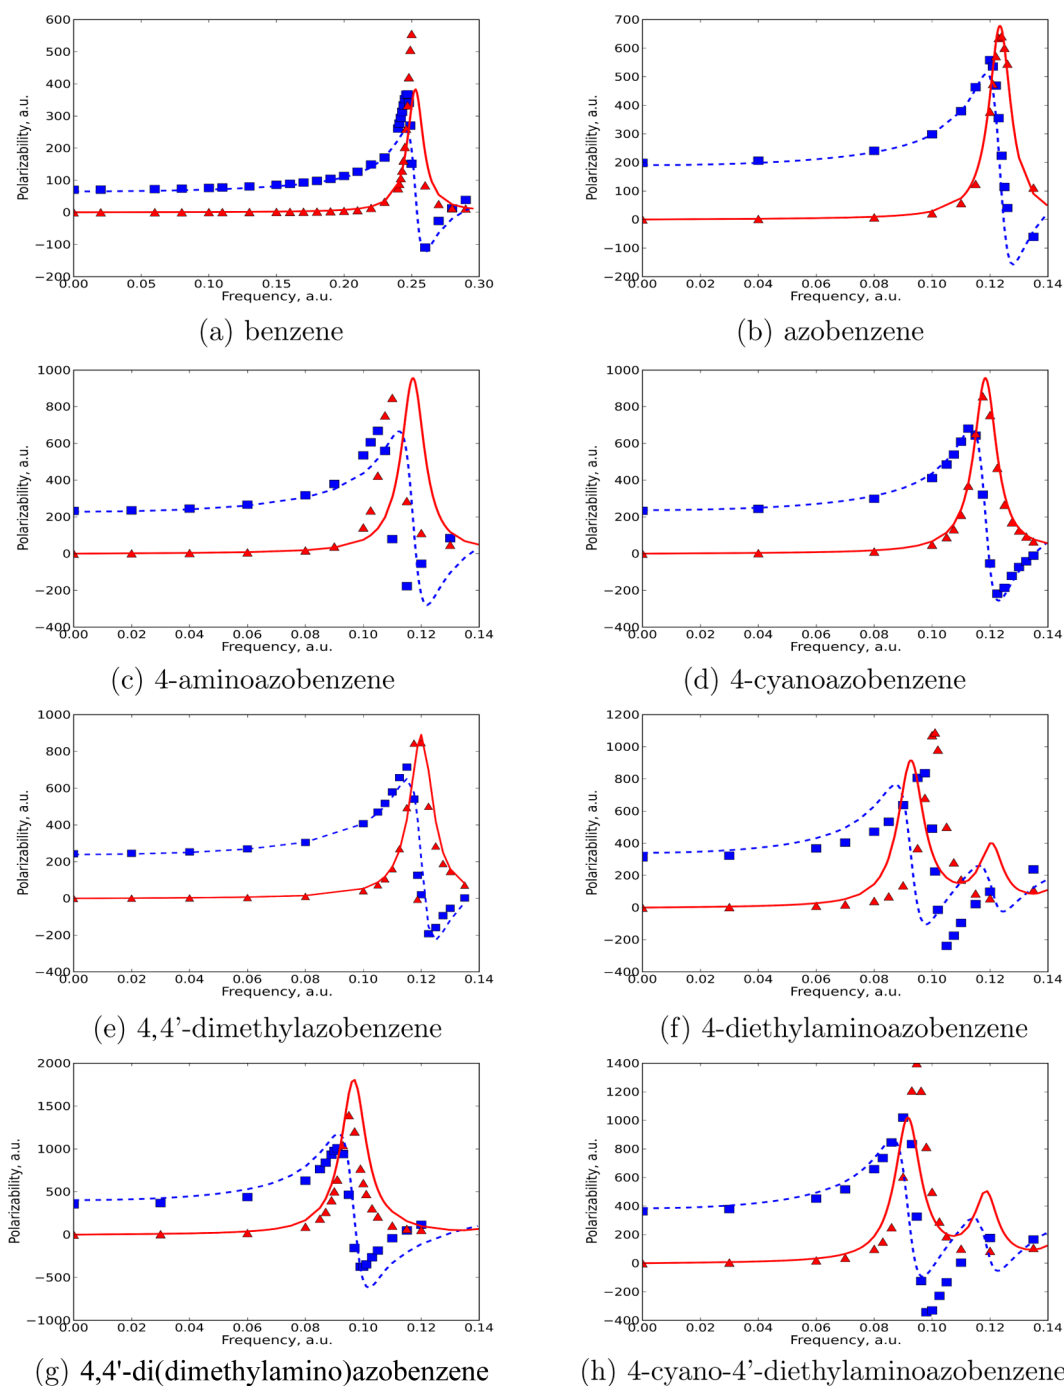 600
500
400
300
200
100
0
−100
−200
Polarizability, a.u.
0.00 0.05 0.10 0.15 0.20 0.25 0.30
Frequency, a.u.
(a) benzene
700
600
500
400
300
200
100
0
−100
−200
Polarizability, a.u.
0.00 0.02 0.04 0.06 0.08 0.10 0.12 0.14
Frequency, a.u.
(b) azobenzene
1000
800
600
400
200
0
−200
−400
Polarizability, a.u.
0.00 0.02 0.04 0.06 0.08 0.10 0.12 0.14
Frequency, a.u.
(c) 4-aminoazobenzene
1000
800
600
400
200
0
−200
−400
Polarizability, a.u.
0.00 0.02 0.04 0.06 0.08 0.10 0.12 0.14
Frequency, a.u.
(d) 4-cyanoazobenzene
1000
800
600
400
200
0
−200
−400
Polarizability, a.u.
0.00 0.02 0.04 0.06 0.08 0.10 0.12 0.14
Frequency, a.u.
(e) 4,4’-dimethylazobenzene
1200
1000
800
600
400
200
0
−200
−400
Polarizability, a.u.
0.00 0.02 0.04 0.06 0.08 0.10 0.12 0.14
Frequency, a.u.
(f) 4-diethylaminoazobenzene
2000
1500
1000
500
0
−500
−1000
Polarizability, a.u.
0.00 0.02 0.04 0.06 0.08 0.10 0.12 0.14
Frequency, a.u.
(g) 4,4'-di(dimethylamino)azobenzene
1400
1200
1000
800
600
400
200
0
−200
−400
Polarizability, a.u.
0.00 0.02 0.04 0.06 0.08 0.10 0.12 0.14
Frequency, a.u.
(h) 4-cyano-4’-diethylaminoazobenzene